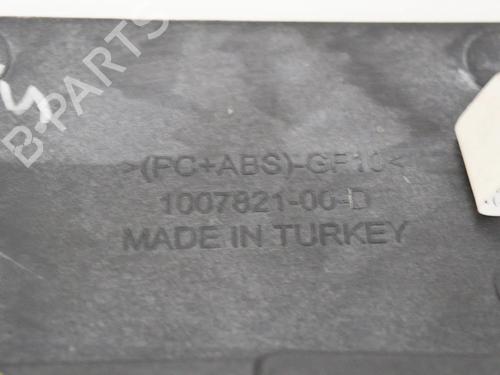 B-PARTS
>(PC+ABS)-GF10<
1007821-00-D
MADE IN TURKEY